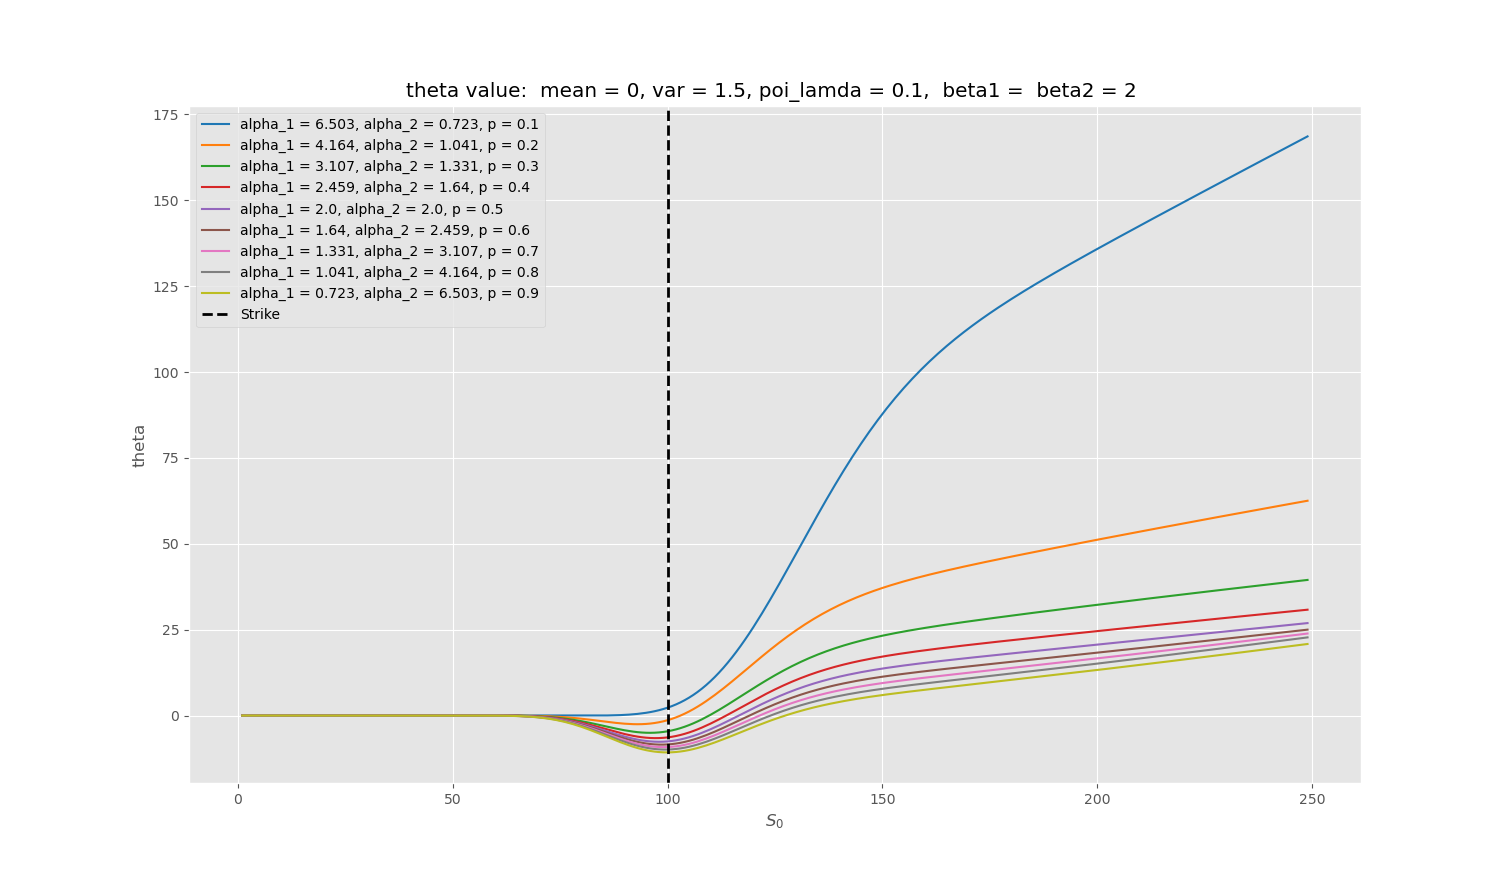 theta value:  mean = 0, var = 1.5, poi_lamda = 0.1,  beta1 =  beta2 = 2
175
150
125
100
75
50
25
0
theta
alpha_1 = 6.503, alpha_2 = 0.723, p = 0.1
alpha_1 = 4.164, alpha_2 = 1.041, p = 0.2
alpha_1 = 3.107, alpha_2 = 1.331, p = 0.3
alpha_1 = 2.459, alpha_2 = 1.64, p = 0.4
alpha_1 = 2.0, alpha_2 = 2.0, p = 0.5
alpha_1 = 1.64, alpha_2 = 2.459, p = 0.6
alpha_1 = 1.331, alpha_2 = 3.107, p = 0.7
alpha_1 = 1.041, alpha_2 = 4.164, p = 0.8
alpha_1 = 0.723, alpha_2 = 6.503, p = 0.9
Strike
0 50 100 150 200 250
S₀